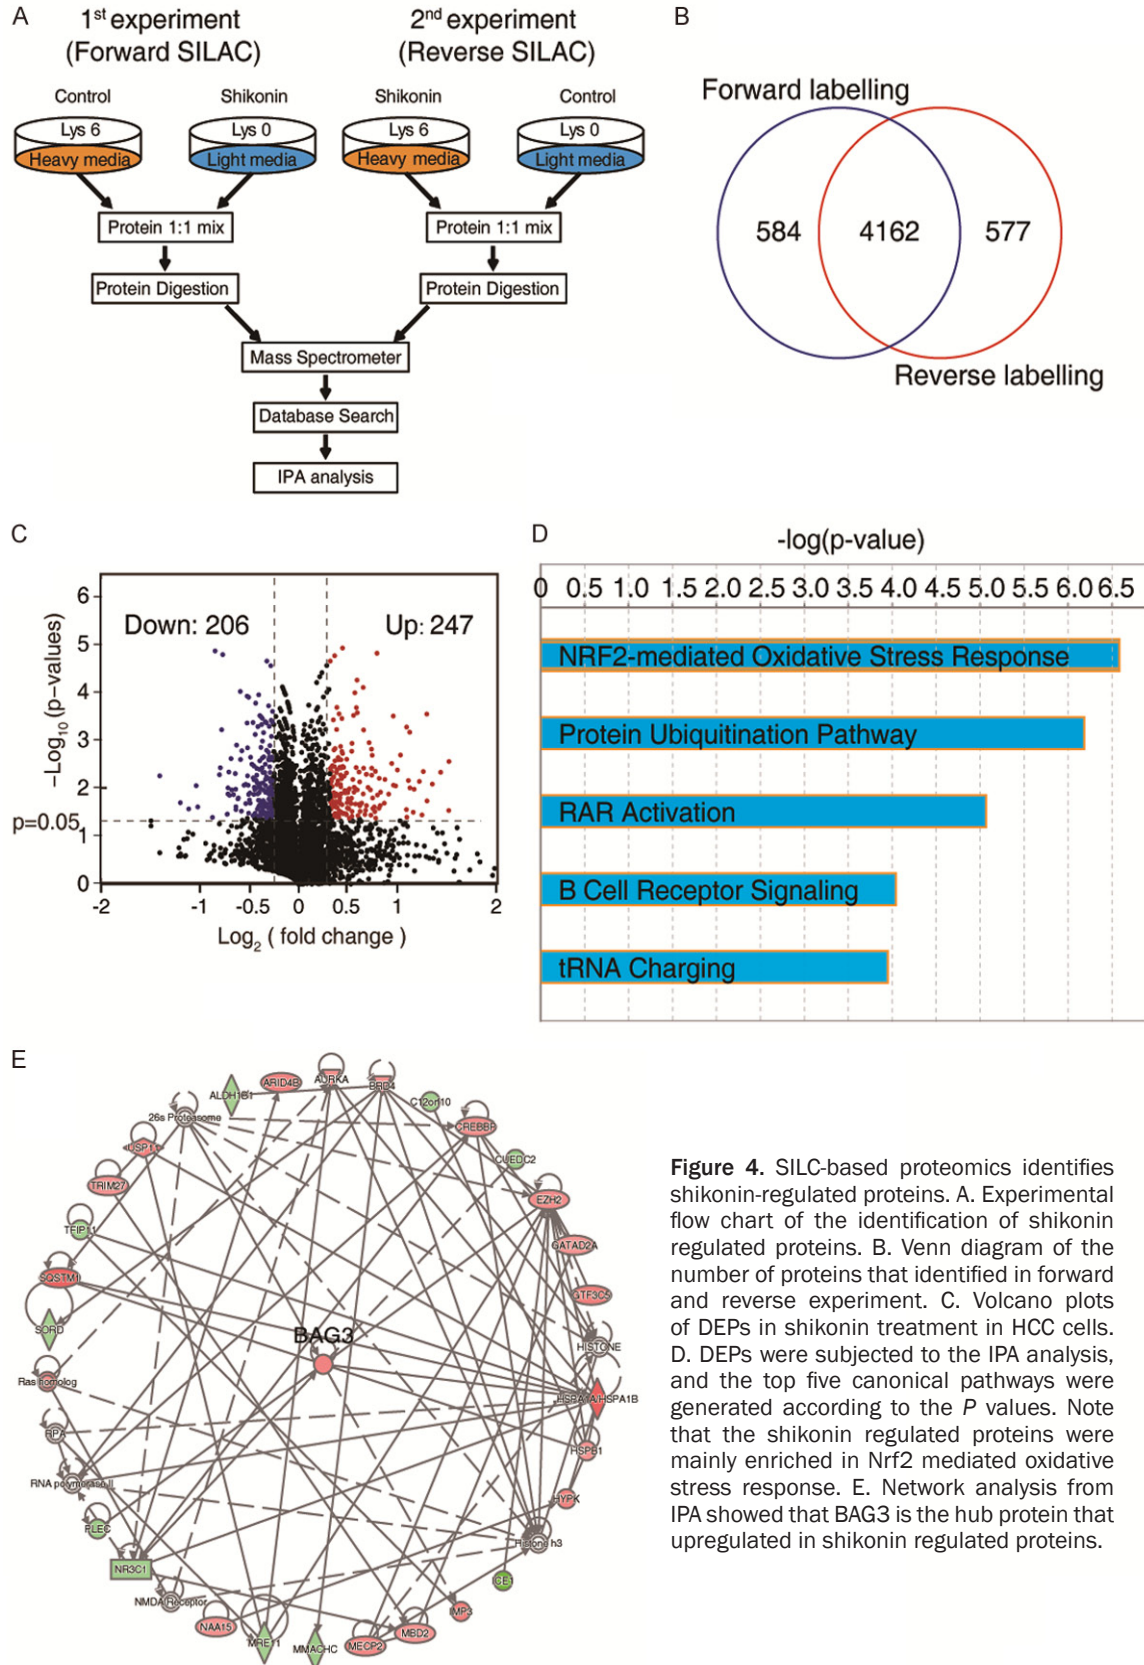 A
1st experiment
(Forward SILAC)
2nd experiment
(Reverse SILAC)
Control
Shikonin
Shikonin
Control
Lys 6
Lys 0
Lys 6
Lys 0
Heavy media
Light media
Heavy media
Light media
Protein 1:1 mix
Protein 1:1 mix
Protein Digestion
Protein Digestion
Mass Spectrometer
Database Search
IPA analysis
B
Forward labelling
584
4162
577
Reverse labelling
C
Down: 206
Up: 247
6
5
4
3
2
1
0
p=0.05
−Log10 (p−values)
-2
-1
-0.5
0
0.5
1
2
Log2 ( fold change )
D
-log(p-value)
0 0.5 1.0 1.5 2.0 2.5 3.0 3.5 4.0 4.5 5.0 5.5 6.0 6.5
NRF2-mediated Oxidative Stress Response
Protein Ubiquitination Pathway
RAR Activation
B Cell Receptor Signaling
tRNA Charging
E
ALDH1B1
ARID4B
AURKA
BRD4
C12orf10
26s Proteasome
CREBBP
USP11
CUEDC2
TRIM27
EZH2
TFIP11
GATAD2A
SQSTM1
GTF3C5
SORD
BAG3
HISTONE
Ras homolog
HSPA1A/HSPA1B
RPA
HSPB1
RNA polymerase II
HYPK
PLEC
Histone h3
NR3C1
NMDA Receptor
IMP3
NAA15
MBD2
MRE11
MMACHC
MECP2
Figure 4. SILC-based proteomics identifies
shikonin-regulated proteins. A. Experimental
flow chart of the identification of shikonin
regulated proteins. B. Venn diagram of the
number of proteins that identified in forward
and reverse experiment. C. Volcano plots
of DEPs in shikonin treatment in HCC cells.
D. DEPs were subjected to the IPA analysis,
and the top five canonical pathways were
generated according to the P values. Note
that the shikonin regulated proteins were
mainly enriched in Nrf2 mediated oxidative
stress response. E. Network analysis from
IPA showed that BAG3 is the hub protein that
upregulated in shikonin regulated proteins.